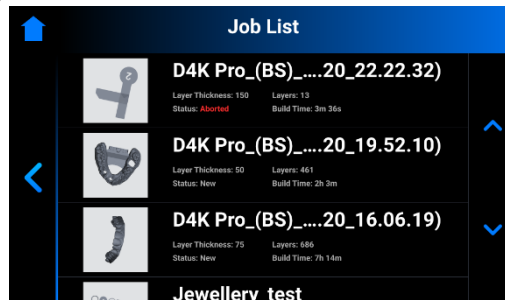 Job List
D4K Pro_(BS)_....20_22.22.32)
Layer Thickness: 150 Layers: 13
Status: Aborted Build Time: 3m 36s
D4K Pro_(BS)_....20_19.52.10)
Layer Thickness: 50 Layers: 461
Status: New Build Time: 2h 3m
D4K Pro_(BS)_....20_16.06.19)
Layer Thickness: 75 Layers: 686
Status: New Build Time: 7h 14m
Jewellery_test